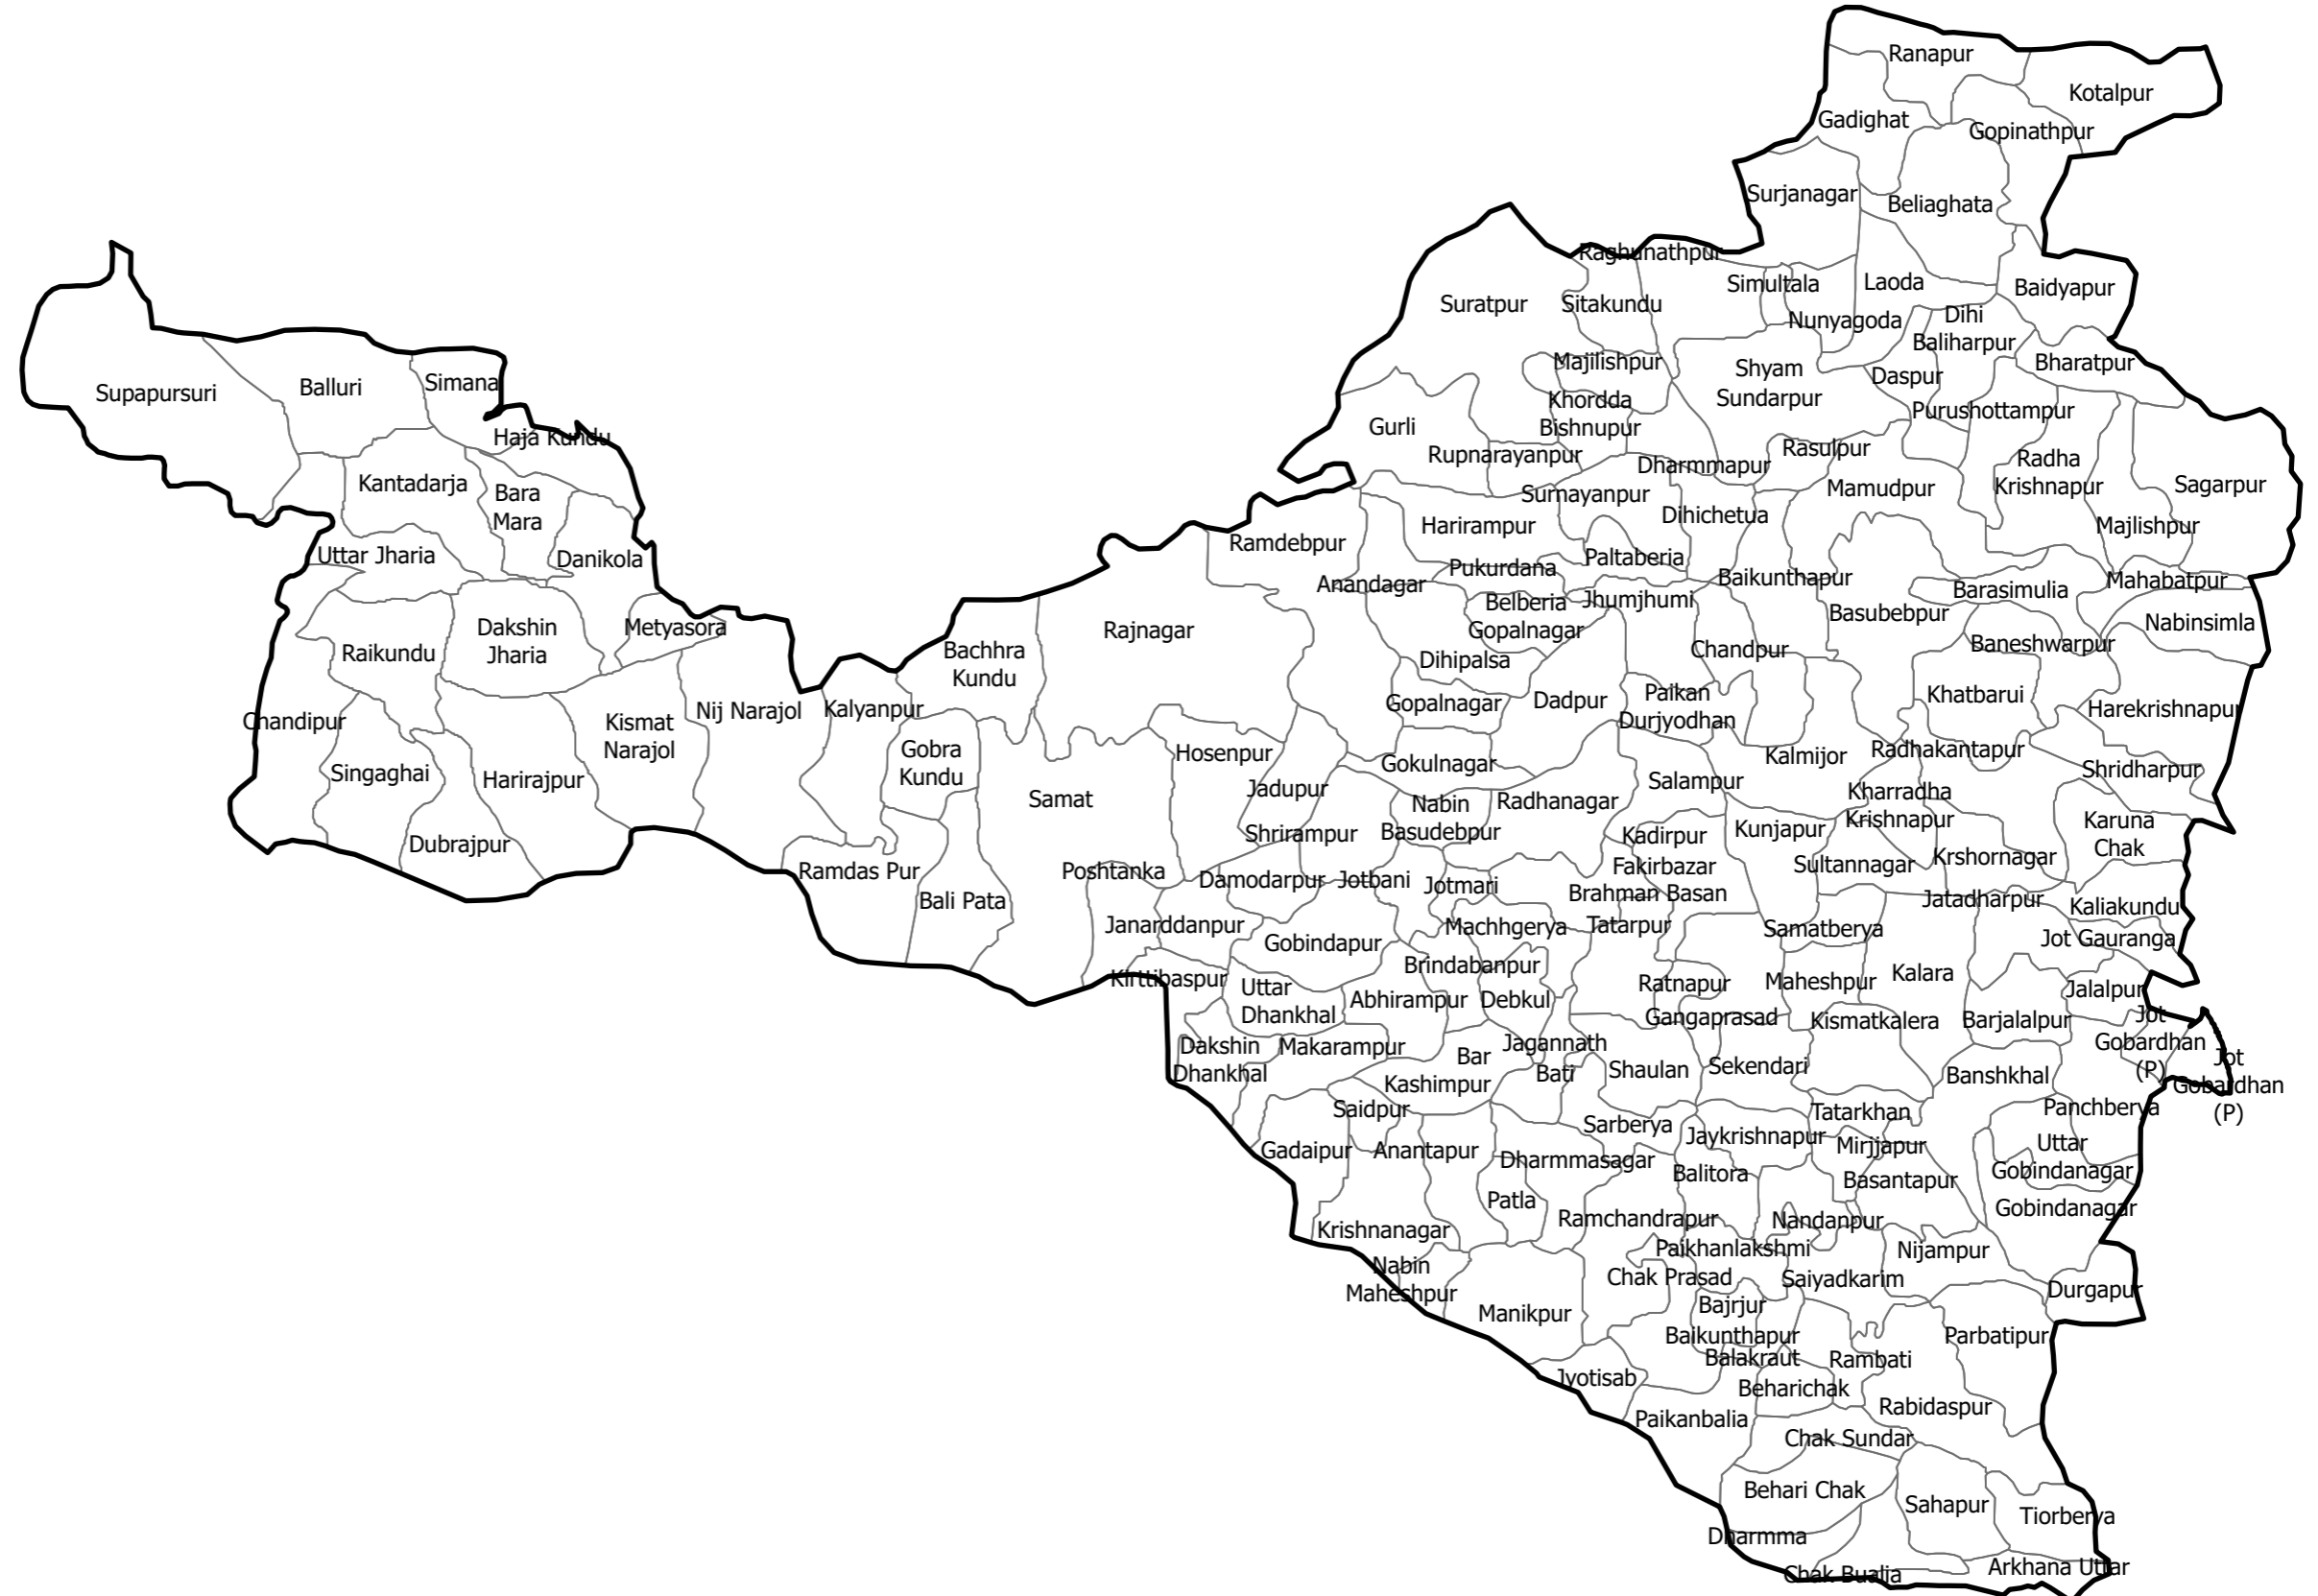 Ranapur
Kotalpur
Gadighat
Gopinathpur
Surjanagar
Beliaghata
Raghunathpur
Simultala
Laoda
Baidyapur
Suratpur
Sitakundu
Nunyagoda
Dihi
Baliharpur
Majilishpur
Shyam
Sundarpur
Daspur
Bharatpur
Supapursuri
Balluri
Simana
Khordda
Bishnupur
Purushottampur
Gurli
Haja Kundu
Rupnarayanpur
Dharmmapur
Rasulpur
Radha
Krishnapur
Kantadarja
Bara
Mara
Surnayanpur
Mamudpur
Sagarpur
Harirampur
Dihichetua
Majlishpur
Uttar Jharia
Danikola
Ramdebpur
Paltaberia
Pukurdana
Anandagar
Baikunthapur
Barasimulia
Mahabatpur
Belberia
Gopalnagar
Jhumjhumi
Basubebpur
Nabinsimla
Dakshin
Jharia
Metyasora
Rajnagar
Raikundu
Bachhra
Kundu
Dihipalsa
Chandpur
Baneshwarpur
Gopalnagar
Dadpur
Paikan
Durjyodhan
Khatbarui
Harekrishnapur
Chandipur
Kismat
Narajol
Nij Narajol
Kalyanpur
Gobra
Kundu
Hosenpur
Gokulnagar
Kalmijor
Radhakantapur
Shridharpur
Singaghai
Harirajpur
Samat
Jadupur
Nabin
Basudebpur
Radhanagar
Salampur
Kharradha
Krishnapur
Karuna
Chak
Dubrajpur
Shrirampur
Kadirpur
Kunjapur
Ramdas Pur
Poshtanka
Damodarpur
Jotbani
Jotmari
Fakirbazar
Sultannagar
Krshornagar
Bali Pata
Brahman Basan
Jatadharpur
Kaliakundu
Janarddanpur
Gobindapur
Machhgerya
Tatarpur
Samatberya
Jot Gauranga
Kirttibaspur
Uttar
Dhankhal
Abhirampur
Brindabanpur
Debkul
Ratnapur
Maheshpur
Kalara
Jalalpur
Gangaprasad
Kismatkalera
Barjalalpur
Jot
Gobardhan
(P)
Dakshin
Dhankhal
Makarampur
Bar
Kashimpur
Jagannath
Bati
Shaulan
Sekendari
Banshkhal
Jot
Gobardhan
(P)
Saidpur
Sarberya
Tatarkhan
Panchberya
Gadaipur
Anantapur
Dharmmasagar
Jaykrishnapur
Mirjjapur
Uttar
Gobindanagar
Balitora
Basantapur
Patla
Krishnanagar
Ramchandrapur
Nandanpur
Gobindanagar
Nabin
Maheshpur
Paikhanlakshmi
Nijampur
Chak Prasad
Saiyadkarim
Durgapur
Manikpur
Bajrjur
Baikunthapur
Parbatipur
Balakraut
Rambati
Jyotisab
Beharichak
Rabidaspur
Paikanbalia
Chak Sundar
Behari Chak
Sahapur
Tiorberya
Dharmma
Chak Bualia
Arkhana Uttar